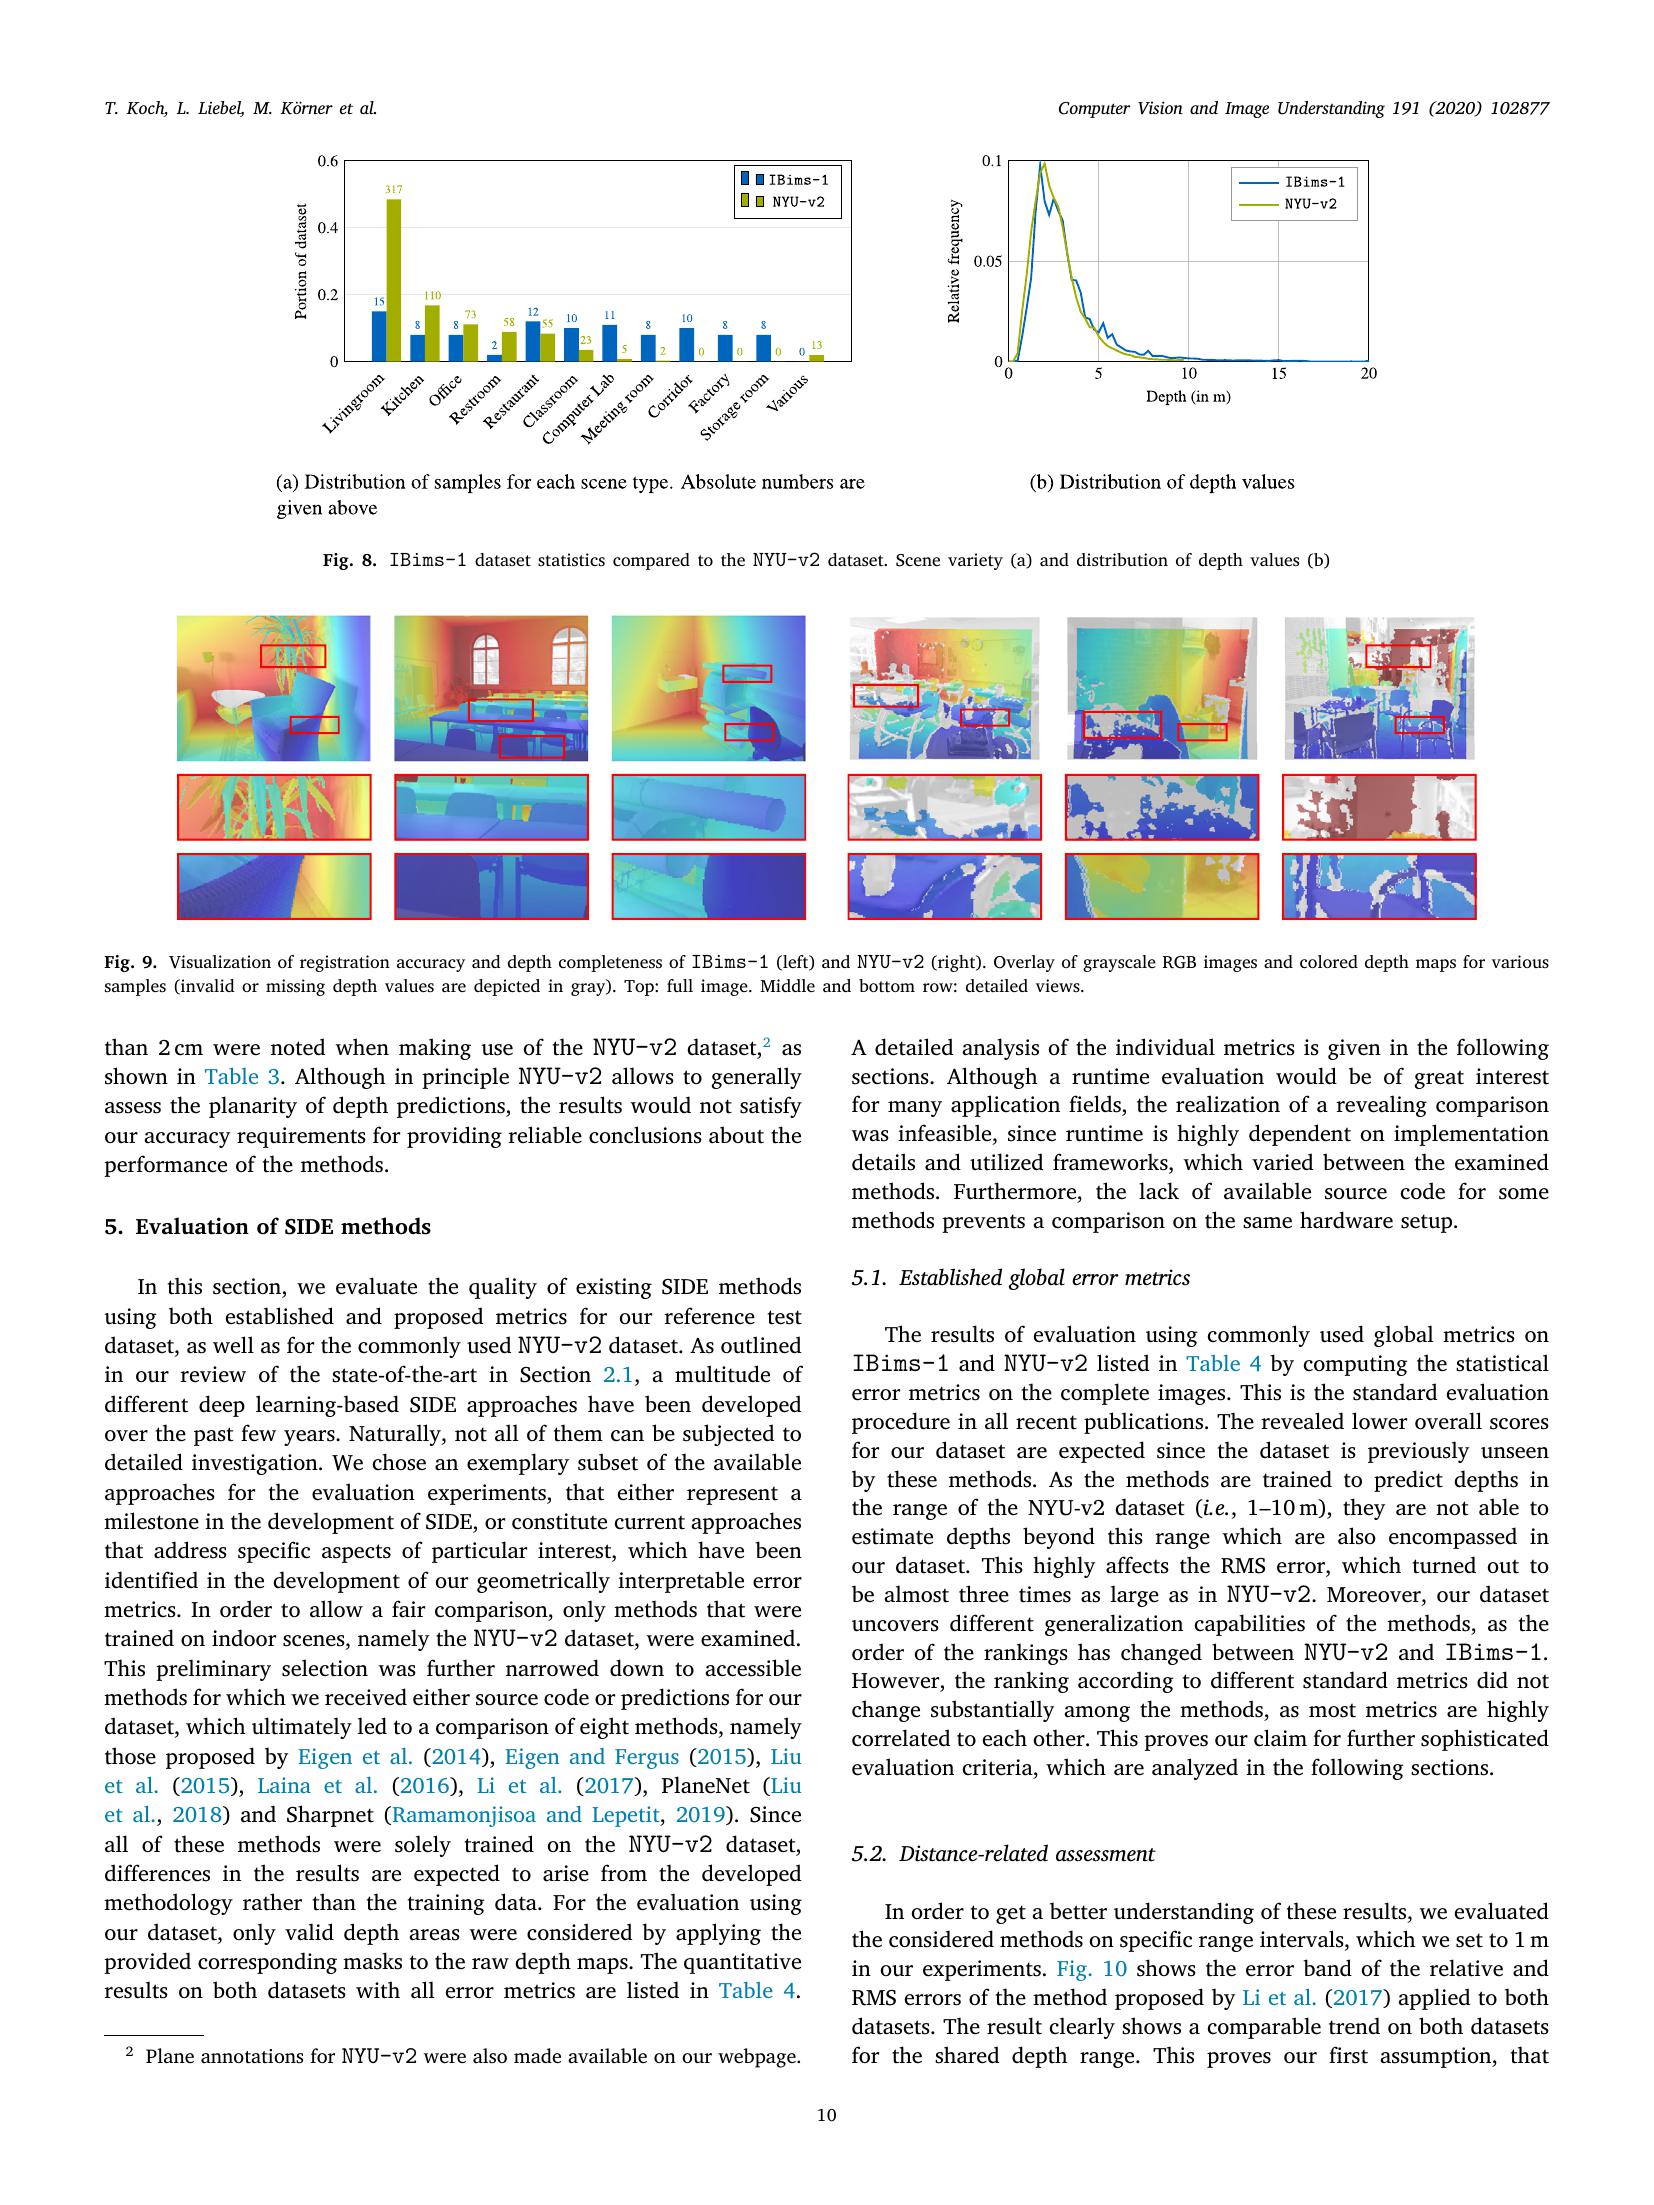 T. Koch, L. Liebel, M. Körner et al.
Computer Vision and Image Understanding 191 (2020) 102877
0.6
0.4
0.2
0
Portion of dataset
IBims-1
NYU-v2
15
317
8
110
8
73
2
58
12
55
10
23
11
5
8
2
10
0
8
0
8
0
0
13
Livingroom
Kitchen
Office
Restroom
Restaurant
Classroom
Computer Lab
Meeting room
Corridor
Factory
Storage room
Various
(a) Distribution of samples for each scene type. Absolute numbers are
given above
0.1
0.05
0
Relative frequency
IBims-1
NYU-v2
0
5
10
15
20
Depth (in m)
(b) Distribution of depth values
Fig. 8. IBims-1 dataset statistics compared to the NYU-v2 dataset. Scene variety (a) and distribution of depth values (b)
Fig. 9. Visualization of registration accuracy and depth completeness of IBims-1 (left) and NYU-v2 (right). Overlay of grayscale RGB images and colored depth maps for various
samples (invalid or missing depth values are depicted in gray). Top: full image. Middle and bottom row: detailed views.
than 2 cm were noted when making use of the NYU-v2 dataset,2 as
shown in Table 3. Although in principle NYU-v2 allows to generally
assess the planarity of depth predictions, the results would not satisfy
our accuracy requirements for providing reliable conclusions about the
performance of the methods.
5. Evaluation of SIDE methods
In this section, we evaluate the quality of existing SIDE methods
using both established and proposed metrics for our reference test
dataset, as well as for the commonly used NYU-v2 dataset. As outlined
in our review of the state-of-the-art in Section 2.1, a multitude of
different deep learning-based SIDE approaches have been developed
over the past few years. Naturally, not all of them can be subjected to
detailed investigation. We chose an exemplary subset of the available
approaches for the evaluation experiments, that either represent a
milestone in the development of SIDE, or constitute current approaches
that address specific aspects of particular interest, which have been
identified in the development of our geometrically interpretable error
metrics. In order to allow a fair comparison, only methods that were
trained on indoor scenes, namely the NYU-v2 dataset, were examined.
This preliminary selection was further narrowed down to accessible
methods for which we received either source code or predictions for our
dataset, which ultimately led to a comparison of eight methods, namely
those proposed by Eigen et al. (2014), Eigen and Fergus (2015), Liu
et al. (2015), Laina et al. (2016), Li et al. (2017), PlaneNet (Liu
et al., 2018) and Sharpnet (Ramamonjisoa and Lepetit, 2019). Since
all of these methods were solely trained on the NYU-v2 dataset,
differences in the results are expected to arise from the developed
methodology rather than the training data. For the evaluation using
our dataset, only valid depth areas were considered by applying the
provided corresponding masks to the raw depth maps. The quantitative
results on both datasets with all error metrics are listed in Table 4.
2 Plane annotations for NYU-v2 were also made available on our webpage.
A detailed analysis of the individual metrics is given in the following
sections. Although a runtime evaluation would be of great interest
for many application fields, the realization of a revealing comparison
was infeasible, since runtime is highly dependent on implementation
details and utilized frameworks, which varied between the examined
methods. Furthermore, the lack of available source code for some
methods prevents a comparison on the same hardware setup.
5.1. Established global error metrics
The results of evaluation using commonly used global metrics on
IBims-1 and NYU-v2 listed in Table 4 by computing the statistical
error metrics on the complete images. This is the standard evaluation
procedure in all recent publications. The revealed lower overall scores
for our dataset are expected since the dataset is previously unseen
by these methods. As the methods are trained to predict depths in
the range of the NYU-v2 dataset (i.e., 1–10 m), they are not able to
estimate depths beyond this range which are also encompassed in
our dataset. This highly affects the RMS error, which turned out to
be almost three times as large as in NYU-v2. Moreover, our dataset
uncovers different generalization capabilities of the methods, as the
order of the rankings has changed between NYU-v2 and IBims-1.
However, the ranking according to different standard metrics did not
change substantially among the methods, as most metrics are highly
correlated to each other. This proves our claim for further sophisticated
evaluation criteria, which are analyzed in the following sections.
5.2. Distance-related assessment
In order to get a better understanding of these results, we evaluated
the considered methods on specific range intervals, which we set to 1 m
in our experiments. Fig. 10 shows the error band of the relative and
RMS errors of the method proposed by Li et al. (2017) applied to both
datasets. The result clearly shows a comparable trend on both datasets
for the shared depth range. This proves our first assumption, that
10